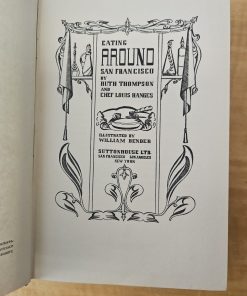 EATING
AROUND
SAN FRANCISCO
BY
RUTH THOMPSON
AND
CHEF LOUIS HANGES
ILLUSTRATED BY
WILLIAM BENDER
SUTTONHOUSE LTD.
SAN FRANCISCO LOS ANGELES
NEW YORK